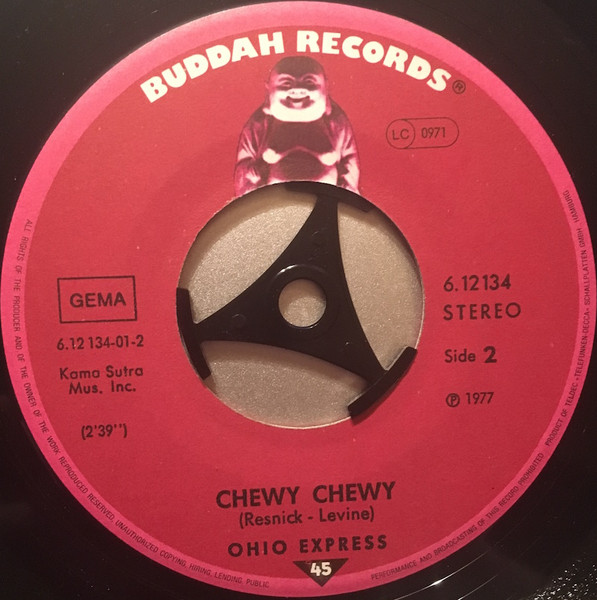 BUDDAH RECORDS®
LC 0971
GEMA
6.12 134-01-2
Kama Sutra
Mus. Inc.
(2'39'')
6.12134
STEREO
Side 2
℗ 1977
CHEWY CHEWY
(Resnick - Levine)
OHIO EXPRESS
45
ALL RIGHTS OF THE PRODUCER AND OF THE OWNER OF THE WORK REPRODUCED RESERVED. UNAUTHORIZED COPYING, HIRING, LENDING, PUBLIC
PERFORMANCE AND BROADCASTING OF THIS RECORD PROHIBITED · PRODUCT OF TELDEC »TELEFUNKEN-DECCA« SCHALLPLATTEN GMBH · HAMBURG